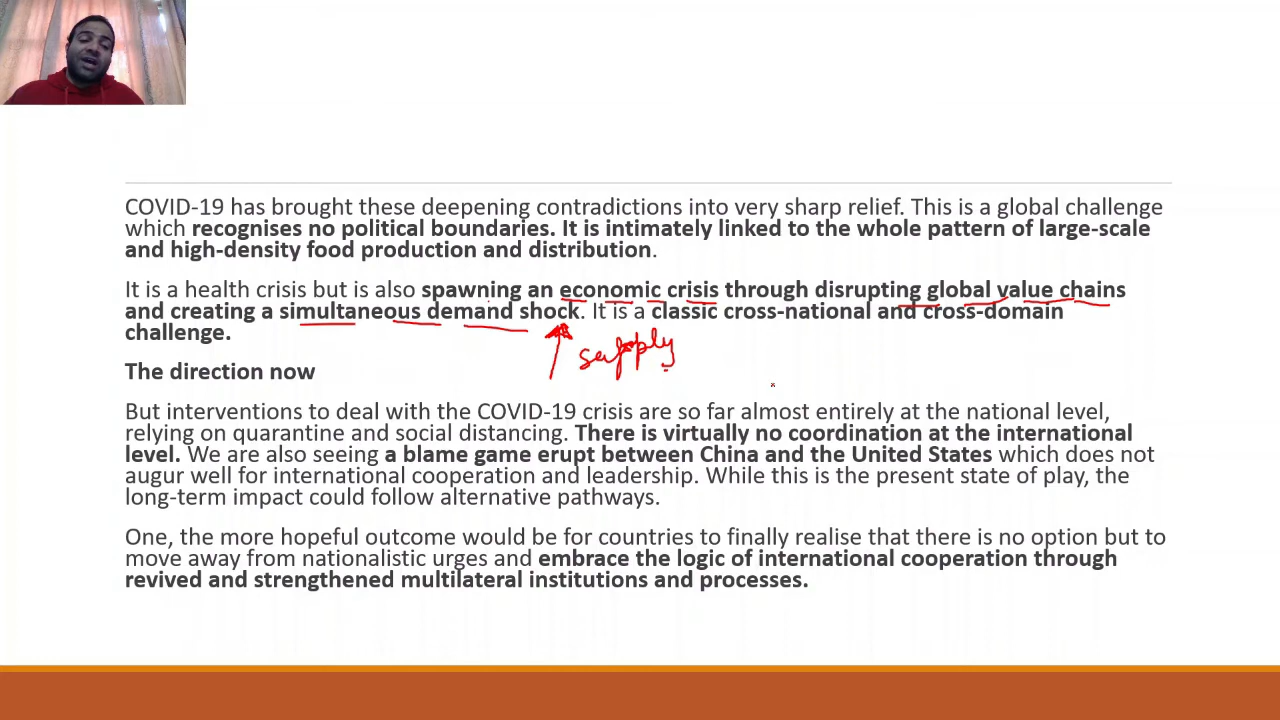 COVID-19 has brought these deepening contradictions into very sharp relief. This is a global challenge
which recognises no political boundaries. It is intimately linked to the whole pattern of large-scale
and high-density food production and distribution.
It is a health crisis but is also spawning an economic crisis through disrupting global value chains
and creating a simultaneous demand shock. It is a classic cross-national and cross-domain
challenge.
supply
The direction now
But interventions to deal with the COVID-19 crisis are so far almost entirely at the national level,
relying on quarantine and social distancing. There is virtually no coordination at the international
level. We are also seeing a blame game erupt between China and the United States which does not
augur well for international cooperation and leadership. While this is the present state of play, the
long-term impact could follow alternative pathways.
One, the more hopeful outcome would be for countries to finally realise that there is no option but to
move away from nationalistic urges and embrace the logic of international cooperation through
revived and strengthened multilateral institutions and processes.